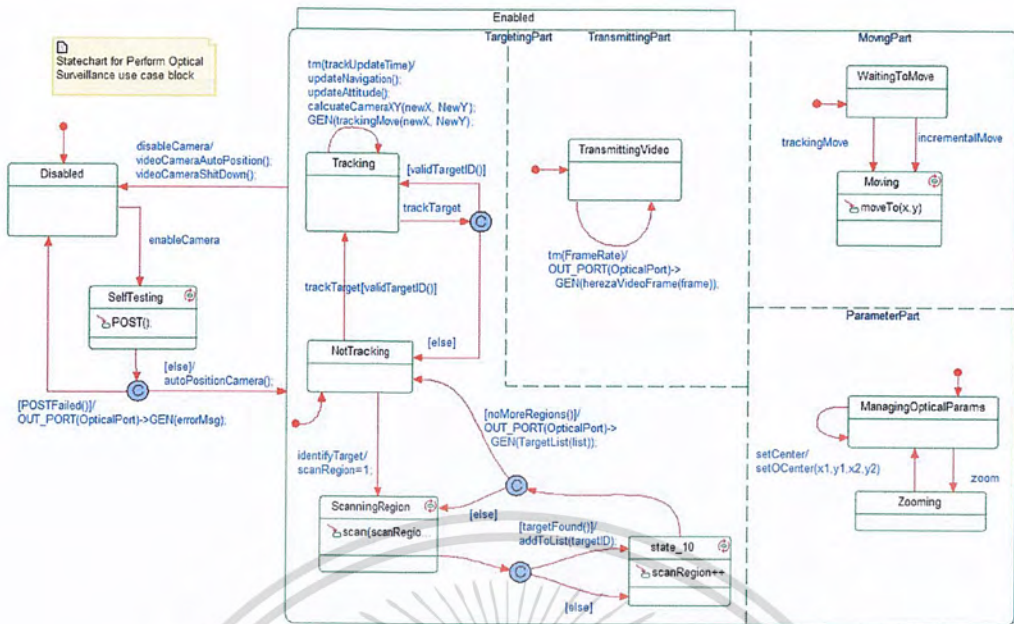 Enabled
Statechart for Perform Optical
Surveillance use case block
TargetingPart
TransmittingPart
MovngPart
disableCamera/
videoCameraAutoPosition();
videoCameraShitDown();
Disabled
enableCamera
SelfTesting
POST();
[else]/
autoPositionCamera();
[POSTFailed()]/
OUT_PORT(OpticalPort)->GEN(errorMsg);
tm(trackUpdateTime)/
updateNavigation();
updateAttitude();
calcuateCameraXY(newX, NewY);
GEN(trackingMove(newX, NewY);
Tracking
[validTargetID()]
trackTarget
C
trackTarget[validTargetID()]
[else]
NotTracking
identifyTarget/
scanRegion=1;
[noMoreRegions()]/
OUT_PORT(OpticalPort)->
GEN(TargetList(list));
C
ScanningRegion
scan(scanRegio...
[else]
[targetFound()]/
addToList(targetID);
C
[else]
state_10
scanRegion++
C
TransmittingVideo
tm(FrameRate)/
OUT_PORT(OpticalPort)->
GEN(herezaVideoFrame(frame));
WaitingToMove
trackingMove
incrementalMove
Moving
moveTo(x.y)
ParameterPart
ManagingOpticalParams
setCenter/
setOCenter(x1,y1,x2,y2)
zoom
Zooming